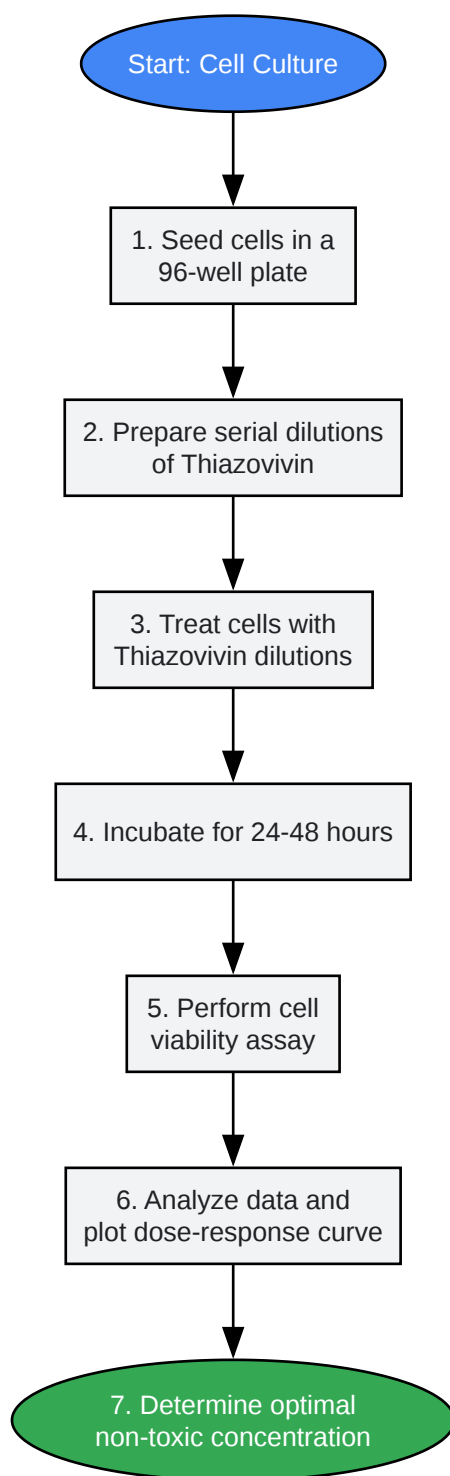 Start: Cell Culture
1. Seed cells in a
96-well plate
2. Prepare serial dilutions
of Thiazovivin
3. Treat cells with
Thiazovivin dilutions
4. Incubate for 24-48 hours
5. Perform cell
viability assay
6. Analyze data and
plot dose-response curve
7. Determine optimal
non-toxic concentration